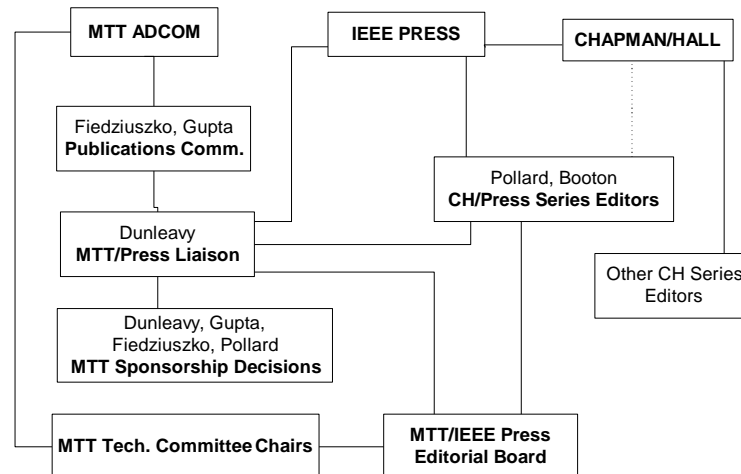 MTT ADCOM
IEEE PRESS
CHAPMAN/HALL
Fiedziuszko, Gupta
Publications Comm.
Pollard, Booton
CH/Press Series Editors
Dunleavy
MTT/Press Liaison
Other CH Series
Editors
Dunleavy, Gupta,
Fiedziuszko, Pollard
MTT Sponsorship Decisions
MTT Tech. Committee Chairs
MTT/IEEE Press
Editorial Board